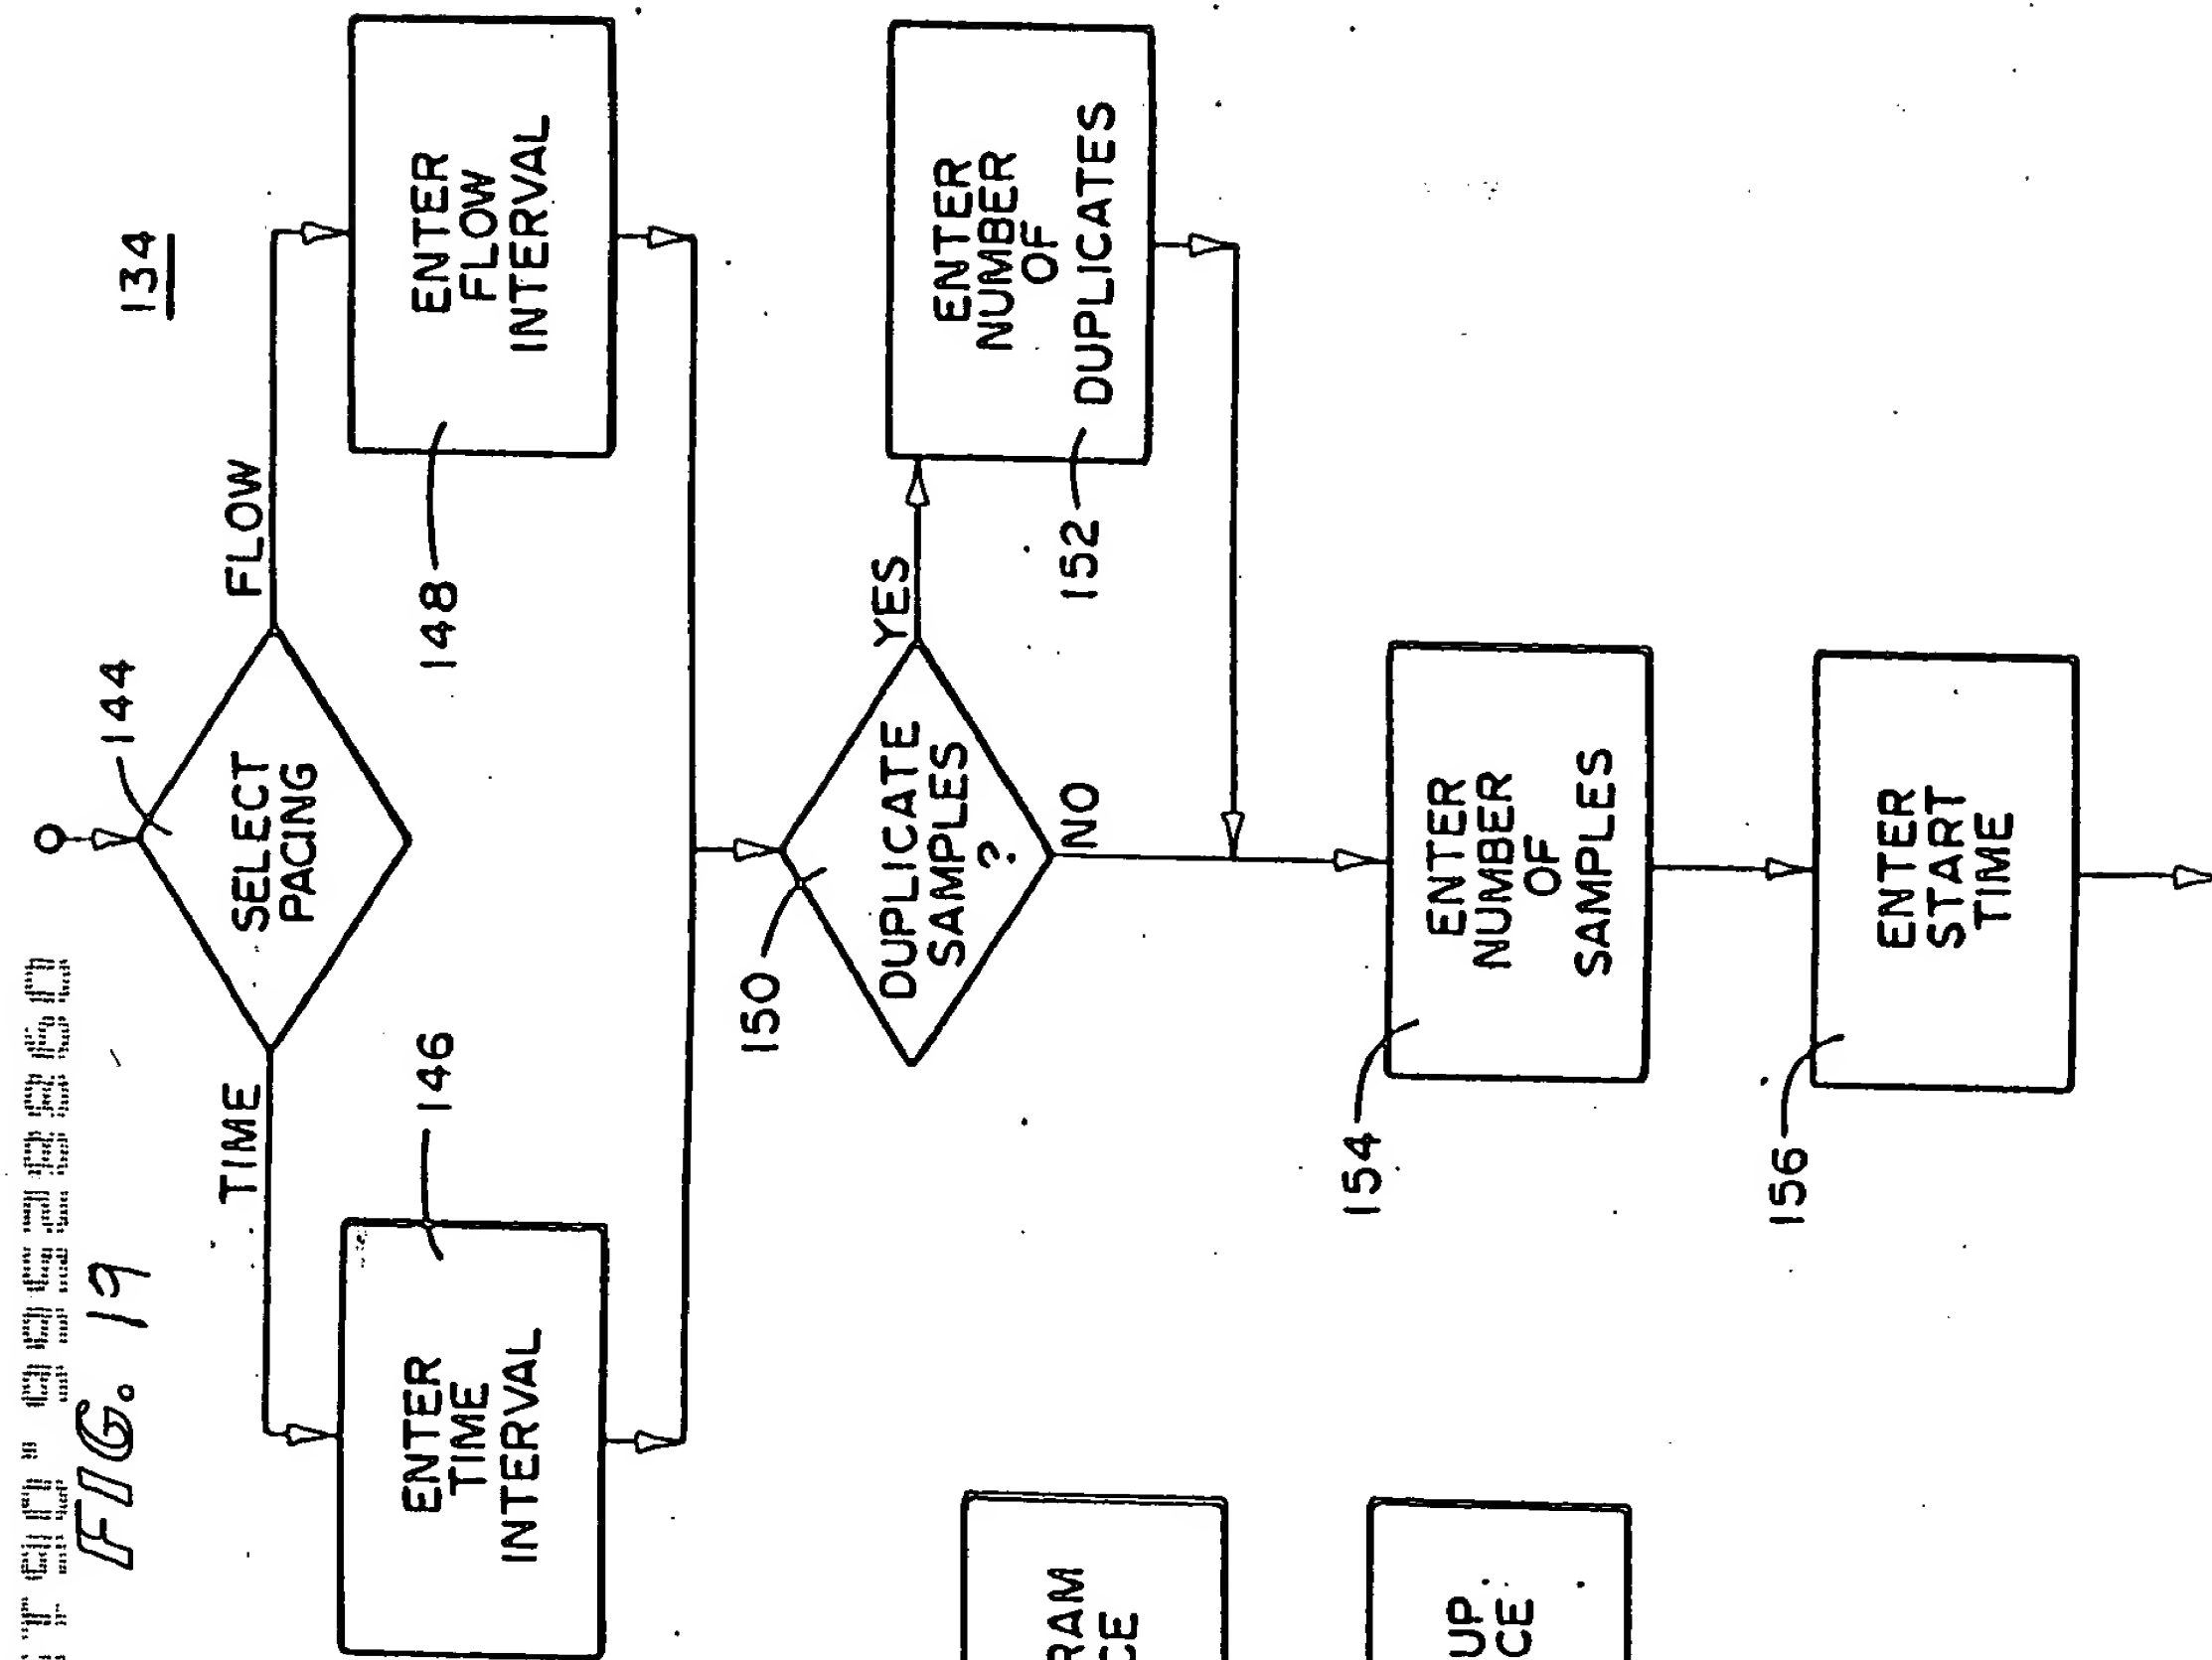 FIG. 19
134
144
SELECT
PACING
TIME
FLOW
146
ENTER
TIME
INTERVAL
148
ENTER
FLOW
INTERVAL
150
DUPLICATE
SAMPLES
?
YES
NO
152
ENTER
NUMBER
OF
DUPLICATES
154
ENTER
NUMBER
OF
SAMPLES
156
ENTER
START
TIME
RAM
CE
UP
CE